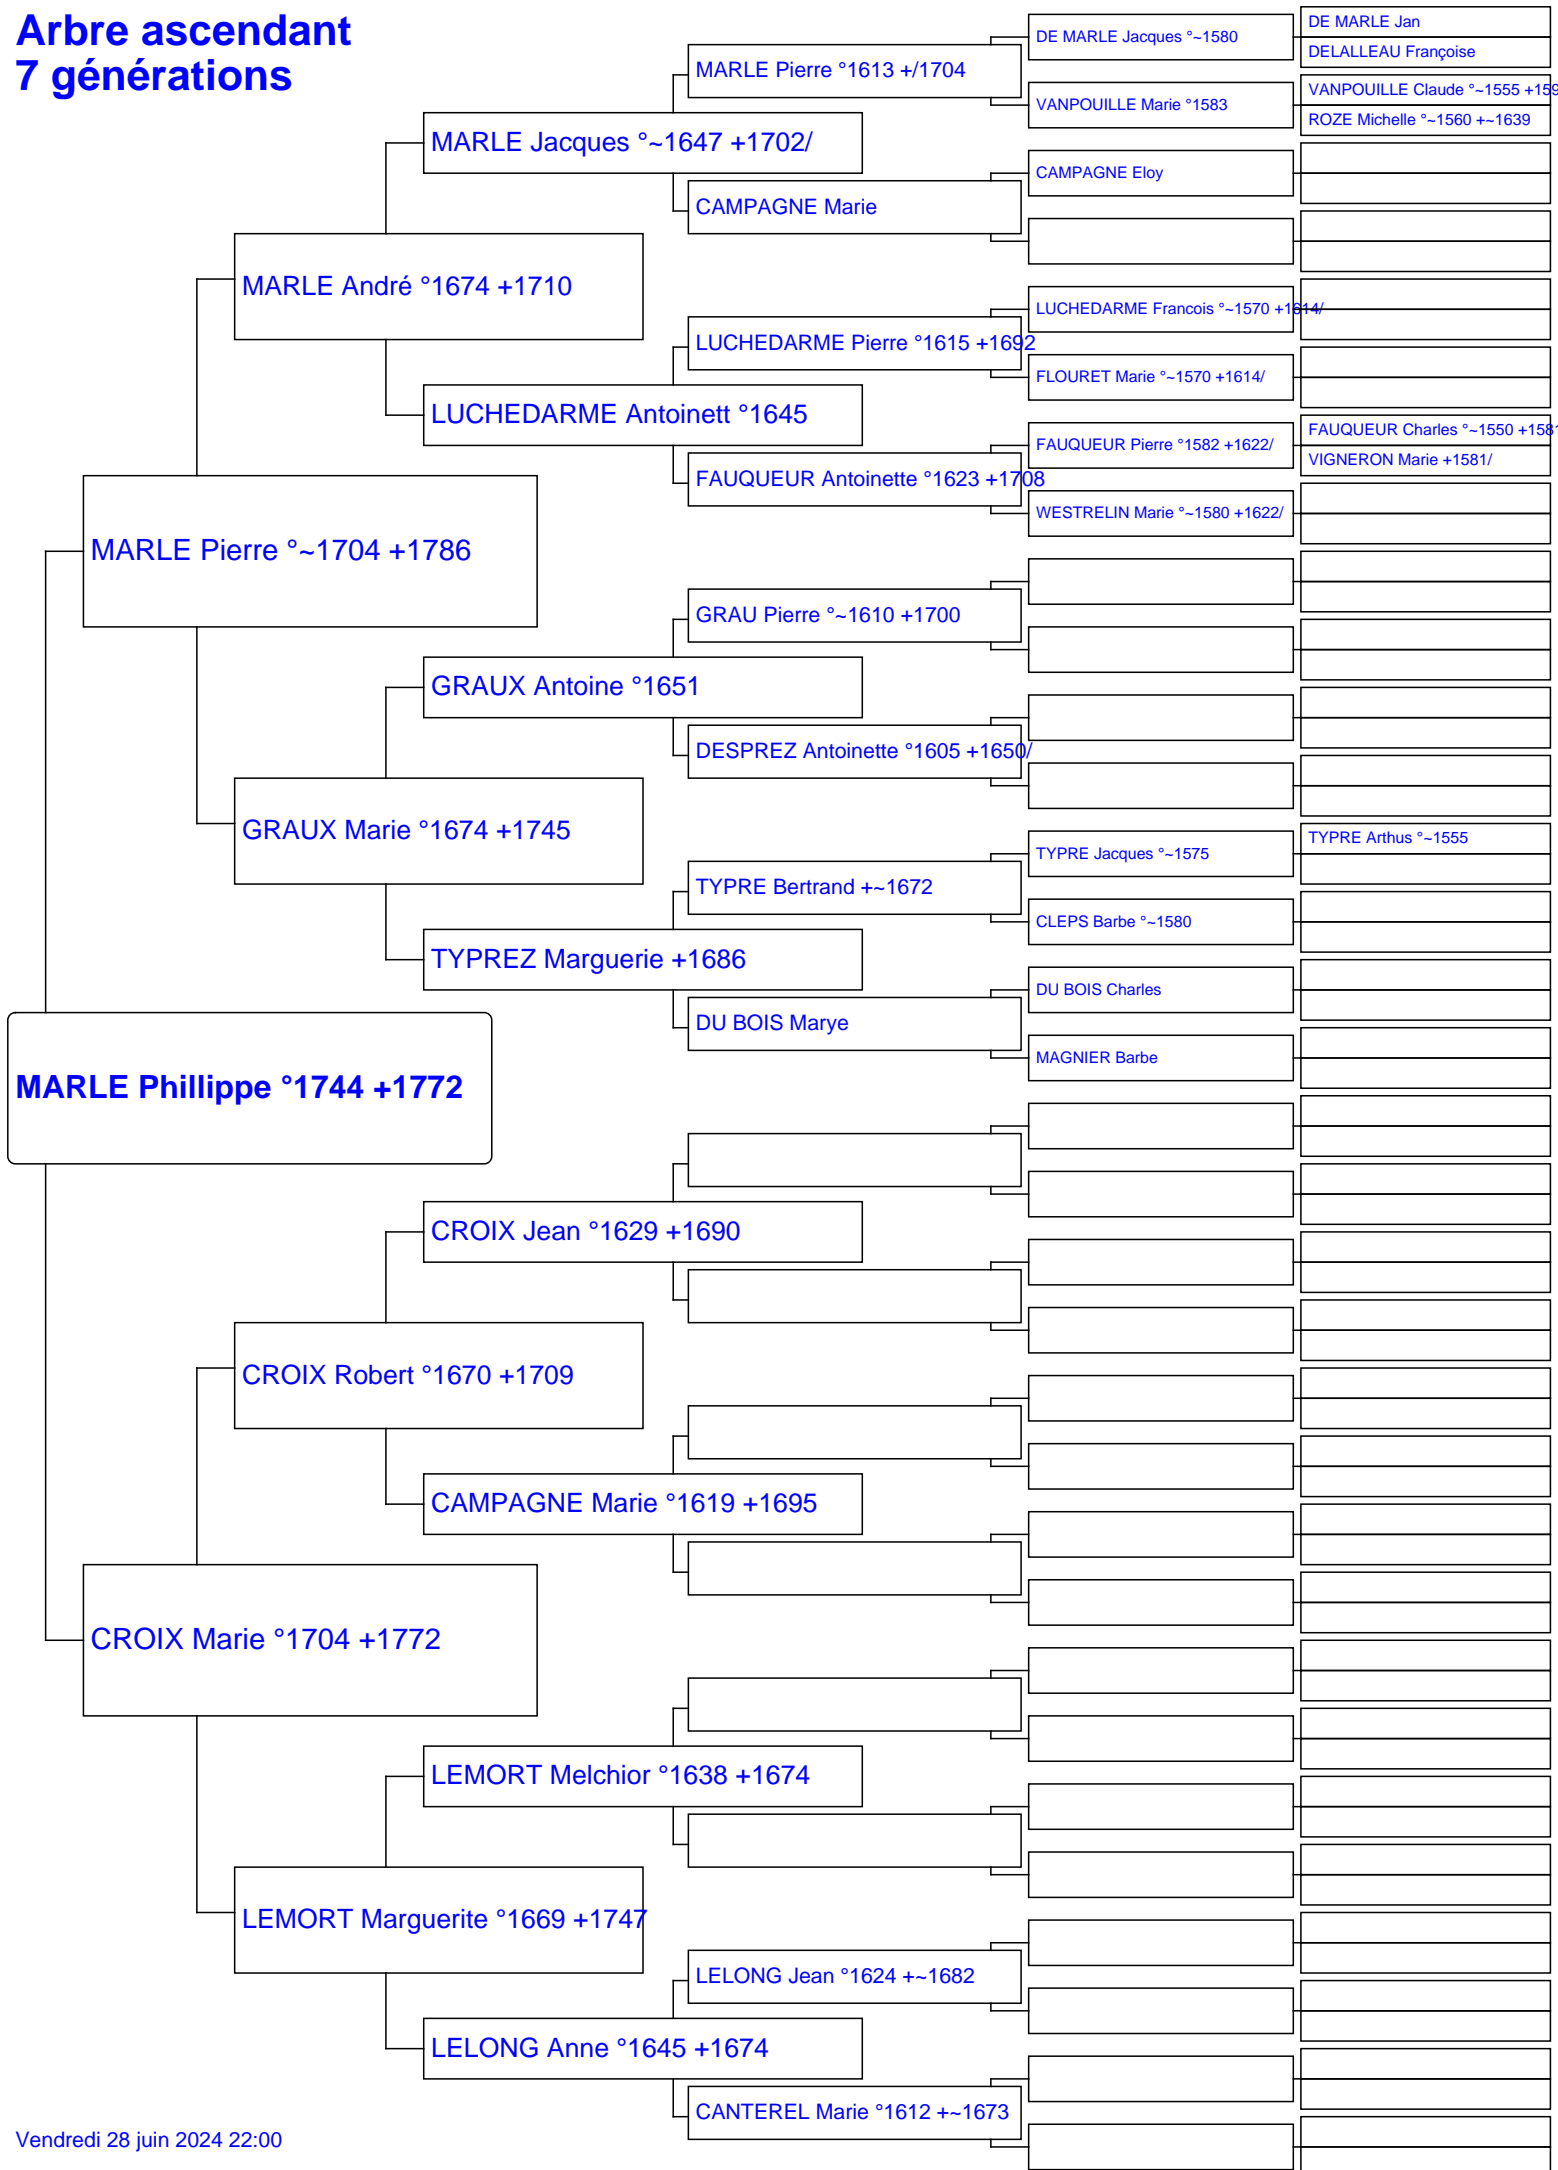 Arbre ascendant
7 générations
DE MARLE Jan
DE MARLE Jacques °~1580
DELALLEAU Françoise
MARLE Pierre °1613 +/1704
VANPOUILLE Claude °~1555 +159
VANPOUILLE Marie °1583
ROZE Michelle °~1560 +~1639
MARLE Jacques °~1647 +1702/
CAMPAGNE Eloy
CAMPAGNE Marie
MARLE André °1674 +1710
LUCHEDARME Francois °~1570 +1614/
LUCHEDARME Pierre °1615 +1692
FLOURET Marie °~1570 +1614/
LUCHEDARME Antoinett °1645
FAUQUEUR Charles °~1550 +1581
FAUQUEUR Pierre °1582 +1622/
VIGNERON Marie +1581/
FAUQUEUR Antoinette °1623 +1708
WESTRELIN Marie °~1580 +1622/
MARLE Pierre °~1704 +1786
GRAU Pierre °~1610 +1700
GRAUX Antoine °1651
DESPREZ Antoinette °1605 +1650/
GRAUX Marie °1674 +1745
TYPRE Arthus °~1555
TYPRE Jacques °~1575
TYPRE Bertrand +~1672
CLEPS Barbe °~1580
TYPREZ Marguerie +1686
DU BOIS Charles
DU BOIS Marye
MAGNIER Barbe
MARLE Phillippe °1744 +1772
CROIX Jean °1629 +1690
CROIX Robert °1670 +1709
CAMPAGNE Marie °1619 +1695
CROIX Marie °1704 +1772
LEMORT Melchior °1638 +1674
LEMORT Marguerite °1669 +1747
LELONG Jean °1624 +~1682
LELONG Anne °1645 +1674
CANTEREL Marie °1612 +~1673
Vendredi 28 juin 2024 22:00